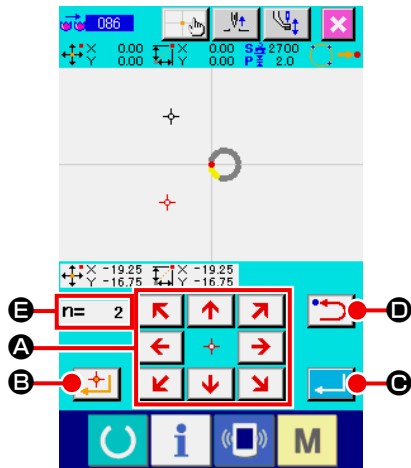 086
X 0.00 X 0.00 S 2700
Y 0.00 Y 0.00 P 2.0
X -19.25 X -19.25
Y -16.75 Y -16.75
E n= 2 D
A
B C
i M